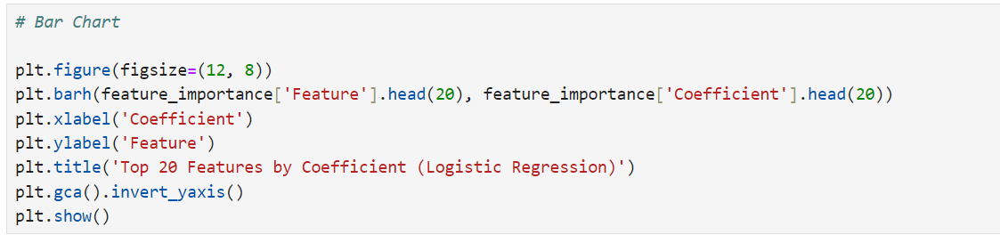 # Bar Chart
plt.figure(figsize=(12, 8))
plt.barh(feature_importance['Feature'].head(20), feature_importance['Coefficient'].head(20))
plt.xlabel('Coefficient')
plt.ylabel('Feature')
plt.title('Top 20 Features by Coefficient (Logistic Regression)')
plt.gca().invert_yaxis()
plt.show()